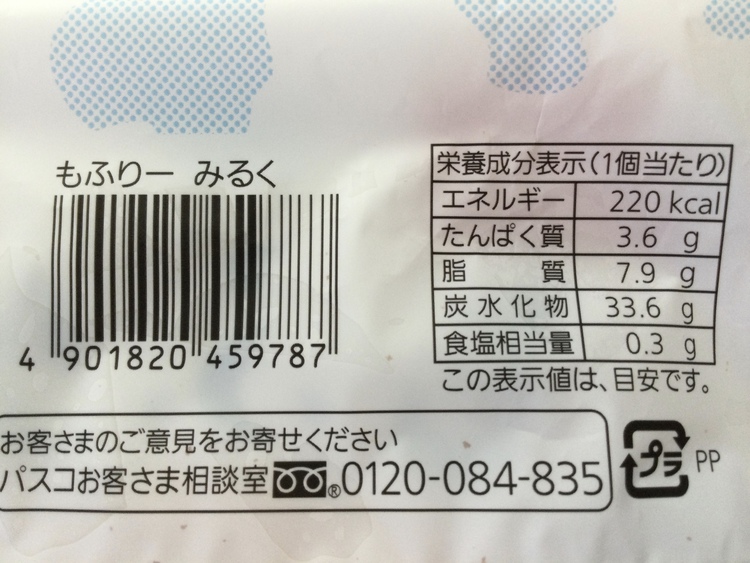 もふりー みるく
4 901820 459787
栄養成分表示(1個当たり)
エネルギー 220 kcal
たんぱく質 3.6 g
脂質 7.9 g
炭水化物 33.6 g
食塩相当量 0.3 g
この表示値は、目安です。
お客さまのご意見をお寄せください
パスコお客さま相談室 ®0120-084-835
プラ PP